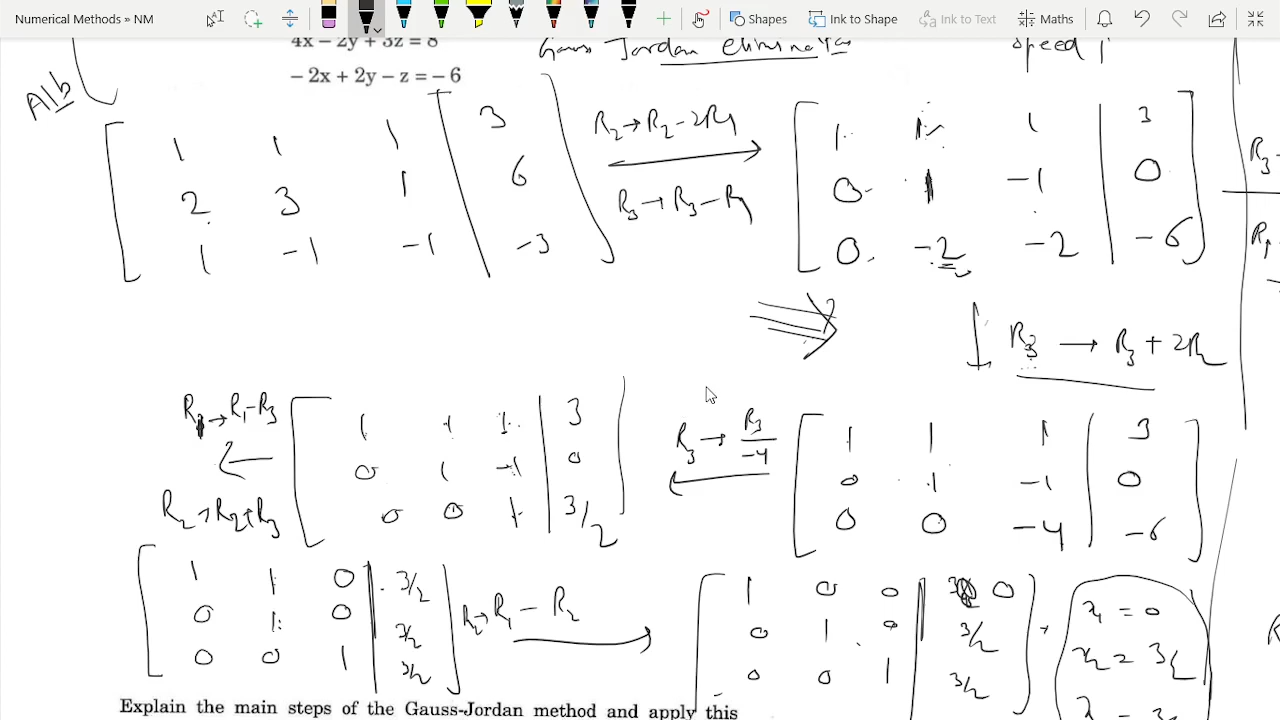 Numerical Methods » NM
Shapes
Ink to Shape
Ink to Text
Maths
4x – 2y + 3z = 8
– 2x + 2y – z = – 6
Gauss Jordan elimination
speed ↑
A|b
1 1 1 | 3
2 3 1 | 6
1 -1 -1 | -3
R2 → R2 - 2R1
R3 → R3 - R1
1 1 1 | 3
0 1 -1 | 0
0 -2 -2 | -6
R3 → R3 + 2R2
1 1 1 | 3
0 1 -1 | 0
0 0 -4 | -6
R3 → R3/-4
1 1 1 | 3
0 1 -1 | 0
0 0 1 | 3/2
R1 → R1 - R3
R2 → R2 + R3
1 1 0 | 3/2
0 1 0 | 3/2
0 0 1 | 3/2
R2 → R1 - R2
1 0 0 | 0
0 1 0 | 3/2
0 0 1 | 3/2
x1 = 0
x2 = 3/2
Explain the main steps of the Gauss-Jordan method and apply this